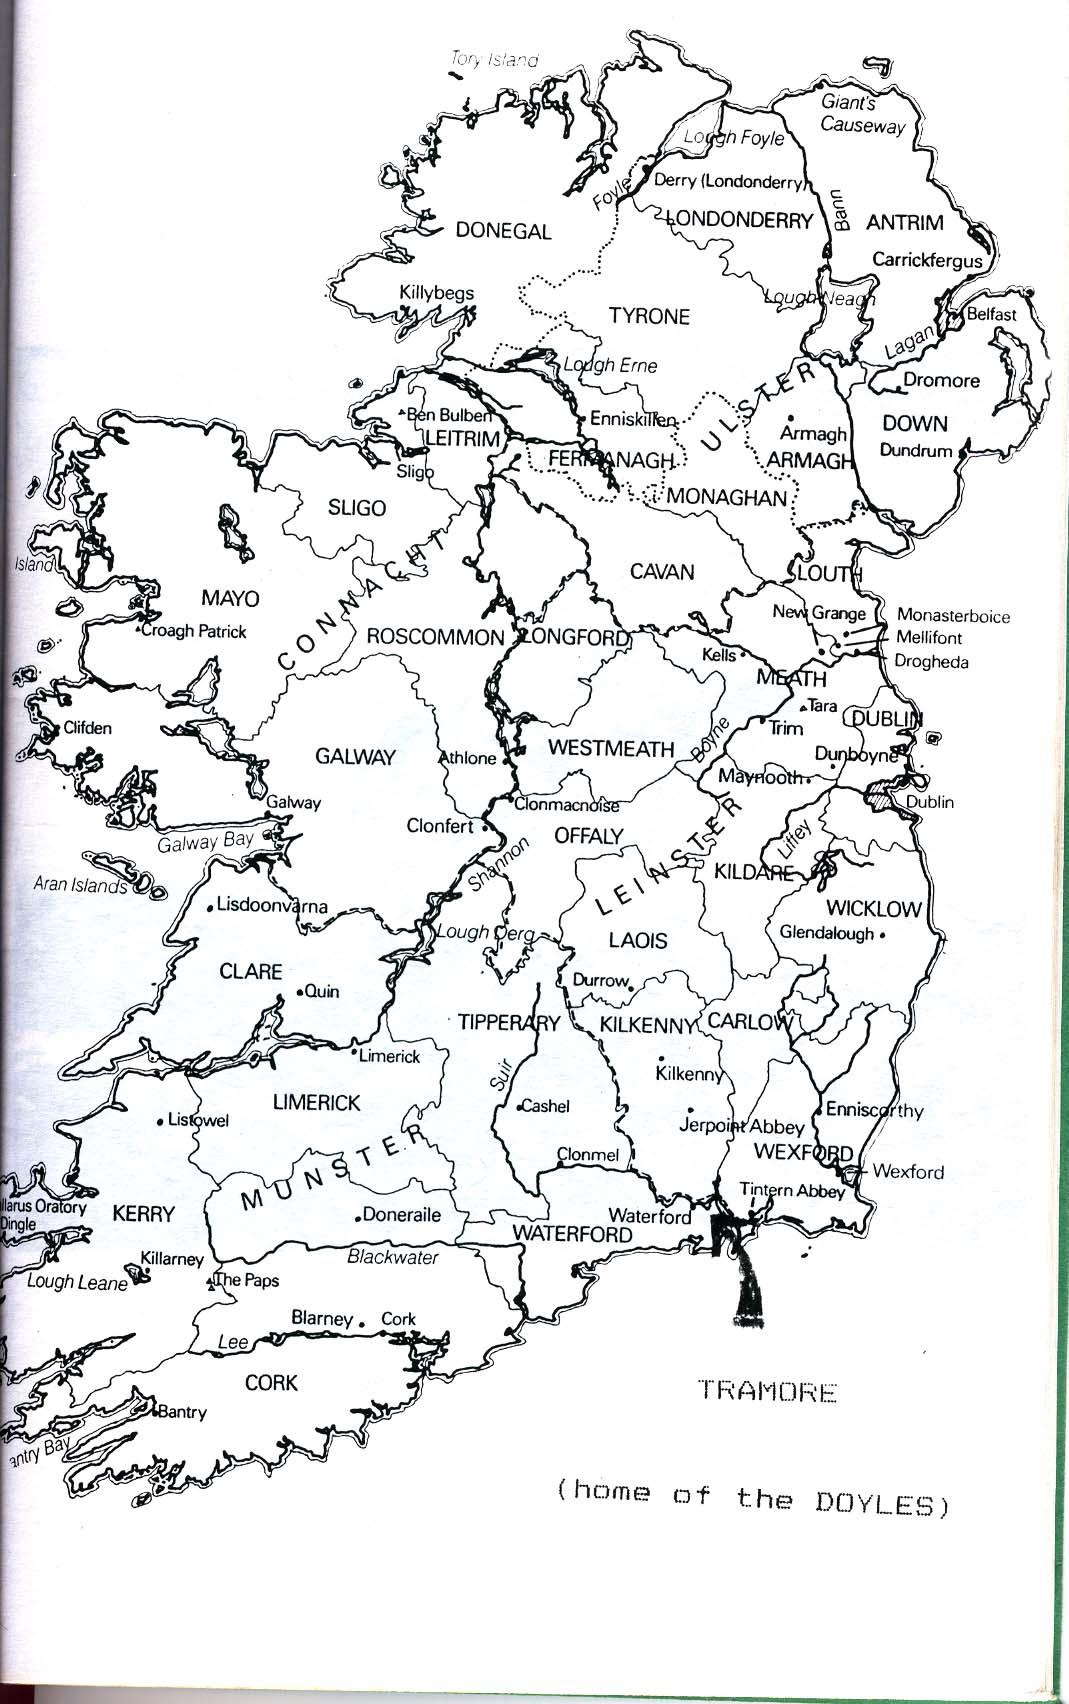 Tory Island
Giant's
Causeway
Lough Foyle
Foyle
Derry (Londonderry)
LONDONDERRY
Bann
ANTRIM
DONEGAL
Carrickfergus
Killybegs
Lough Neagh
TYRONE
Belfast
Lagan
Lough Erne
ULSTER
Dromore
Ben Bulben
Enniskillen
DOWN
LEITRIM
Armagh
Dundrum
FERMANAGH
ARMAGH
Sligo
MONAGHAN
SLIGO
CONNACHT
Island
CAVAN
LOUTH
MAYO
New Grange
Monasterboice
Croagh Patrick
ROSCOMMON
LONGFORD
Mellifont
Kells
Drogheda
MEATH
Tara
Clifden
DUBLIN
Trim
Boyne
GALWAY
Athlone
WESTMEATH
Dunboyne
Maynooth
Galway
Clonmacnoise
Dublin
Clonfert
OFFALY
Galway Bay
Liffey
LEINSTER
Shannon
KILDARE
Aran Islands
Lisdoonvarna
WICKLOW
Lough Derg
LAOIS
Glendalough
CLARE
Durrow
Quin
TIPPERARY
KILKENNY
CARLOW
Limerick
Suir
Kilkenny
LIMERICK
Cashel
Enniscorthy
Listowel
Jerpoint Abbey
MUNSTER
Clonmel
WEXFORD
Wexford
Tintern Abbey
llarus Oratory
Dingle
KERRY
Doneraile
Waterford
WATERFORD
Killarney
Blackwater
Lough Leane
The Paps
Blarney
Cork
Lee
CORK
TRAMORE
Bantry
antry Bay
(home of the DOYLES)